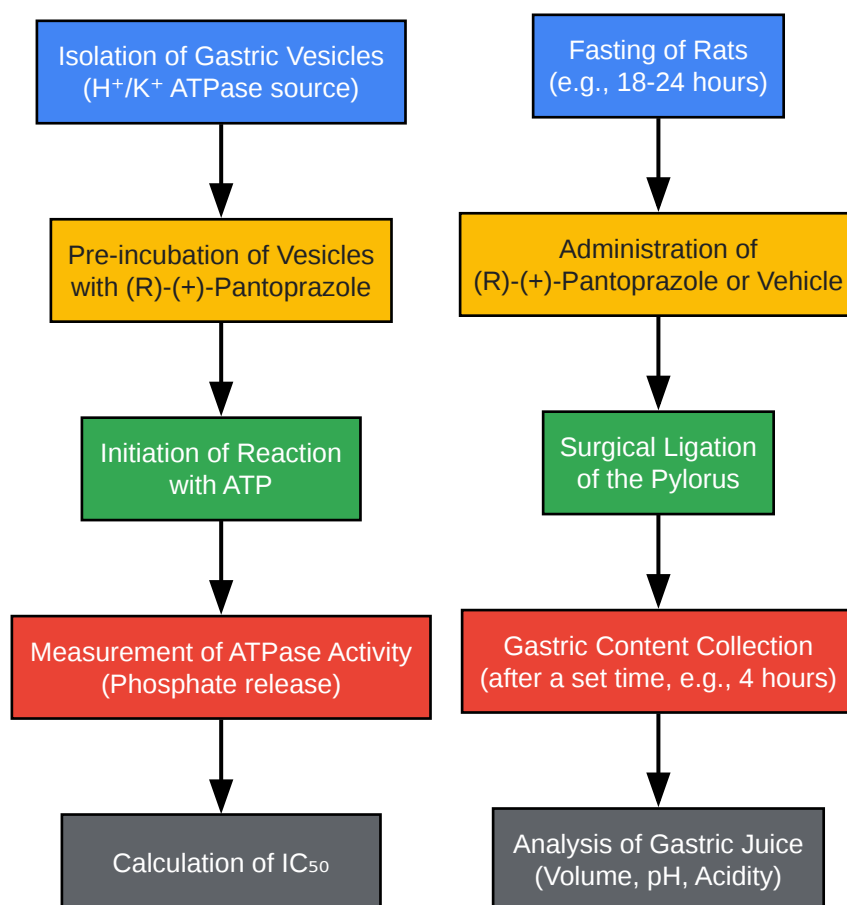 Isolation of Gastric Vesicles
(H⁺/K⁺ ATPase source)
Pre-incubation of Vesicles
with (R)-(+)-Pantoprazole
Initiation of Reaction
with ATP
Measurement of ATPase Activity
(Phosphate release)
Calculation of IC₅₀
Fasting of Rats
(e.g., 18-24 hours)
Administration of
(R)-(+)-Pantoprazole or Vehicle
Surgical Ligation
of the Pylorus
Gastric Content Collection
(after a set time, e.g., 4 hours)
Analysis of Gastric Juice
(Volume, pH, Acidity)